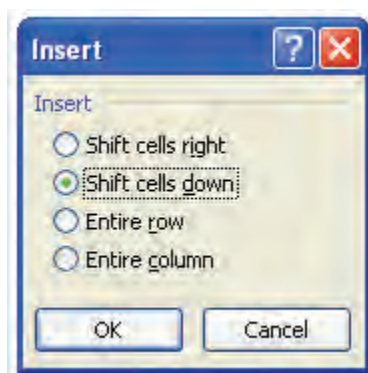 Insert ?
Insert
Shift cells right
Shift cells down
Entire row
Entire column
OK Cancel